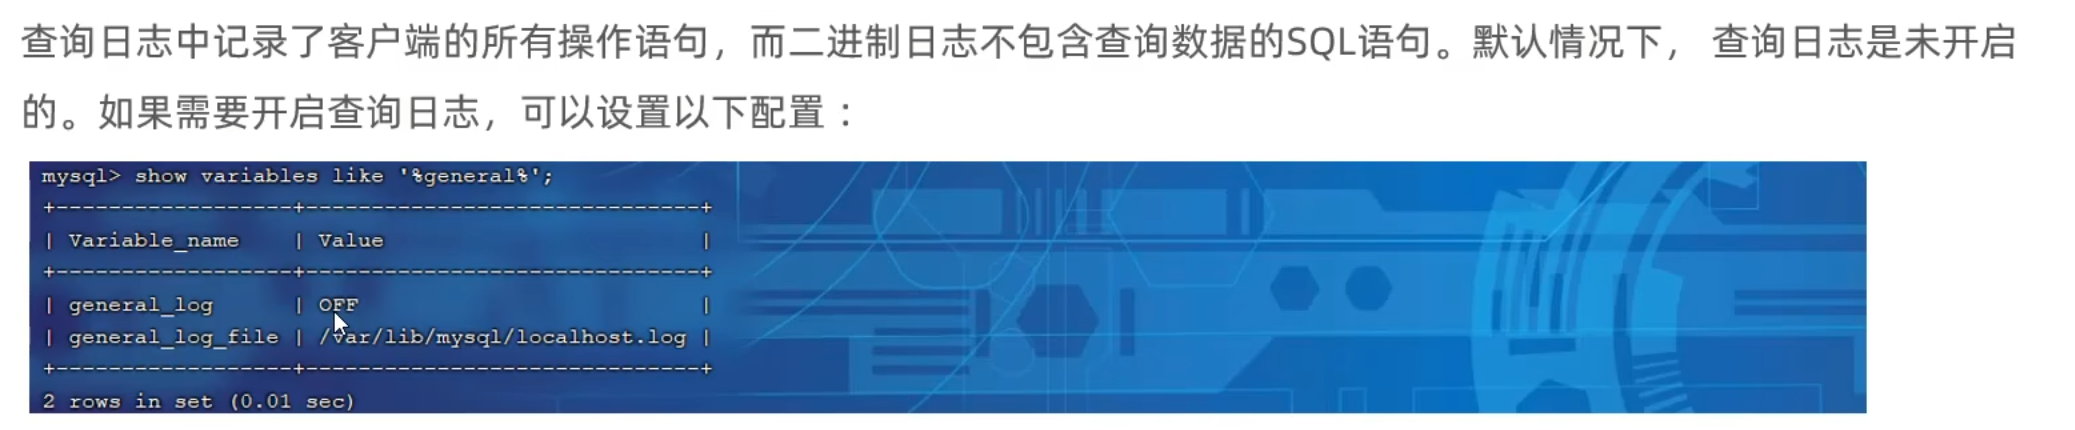 查询日志中记录了客户端的所有操作语句，而二进制日志不包含查询数据的SQL语句。默认情况下， 查询日志是未开启
的。如果需要开启查询日志，可以设置以下配置：
mysql> show variables like '%general%';
+------------------+-----------------------------+
| Variable_name    | Value                       |
+------------------+-----------------------------+
| general_log      | OFF                         |
| general_log_file | /var/lib/mysql/localhost.log |
+------------------+-----------------------------+
2 rows in set (0.01 sec)